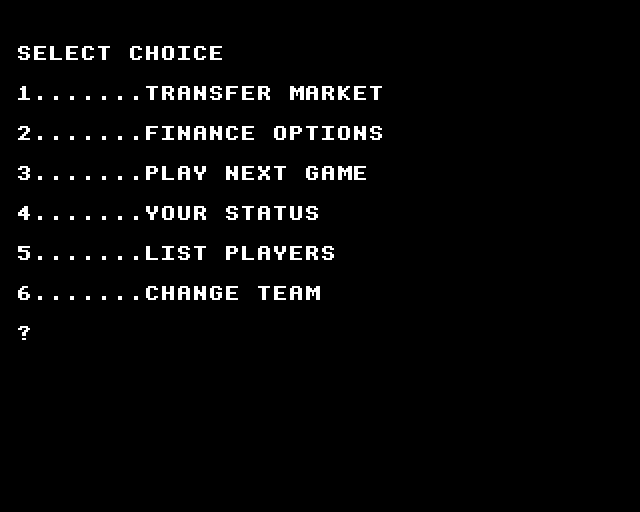 SELECT CHOICE
1.......TRANSFER MARKET
2.......FINANCE OPTIONS
3.......PLAY NEXT GAME
4.......YOUR STATUS
5.......LIST PLAYERS
6.......CHANGE TEAM
?